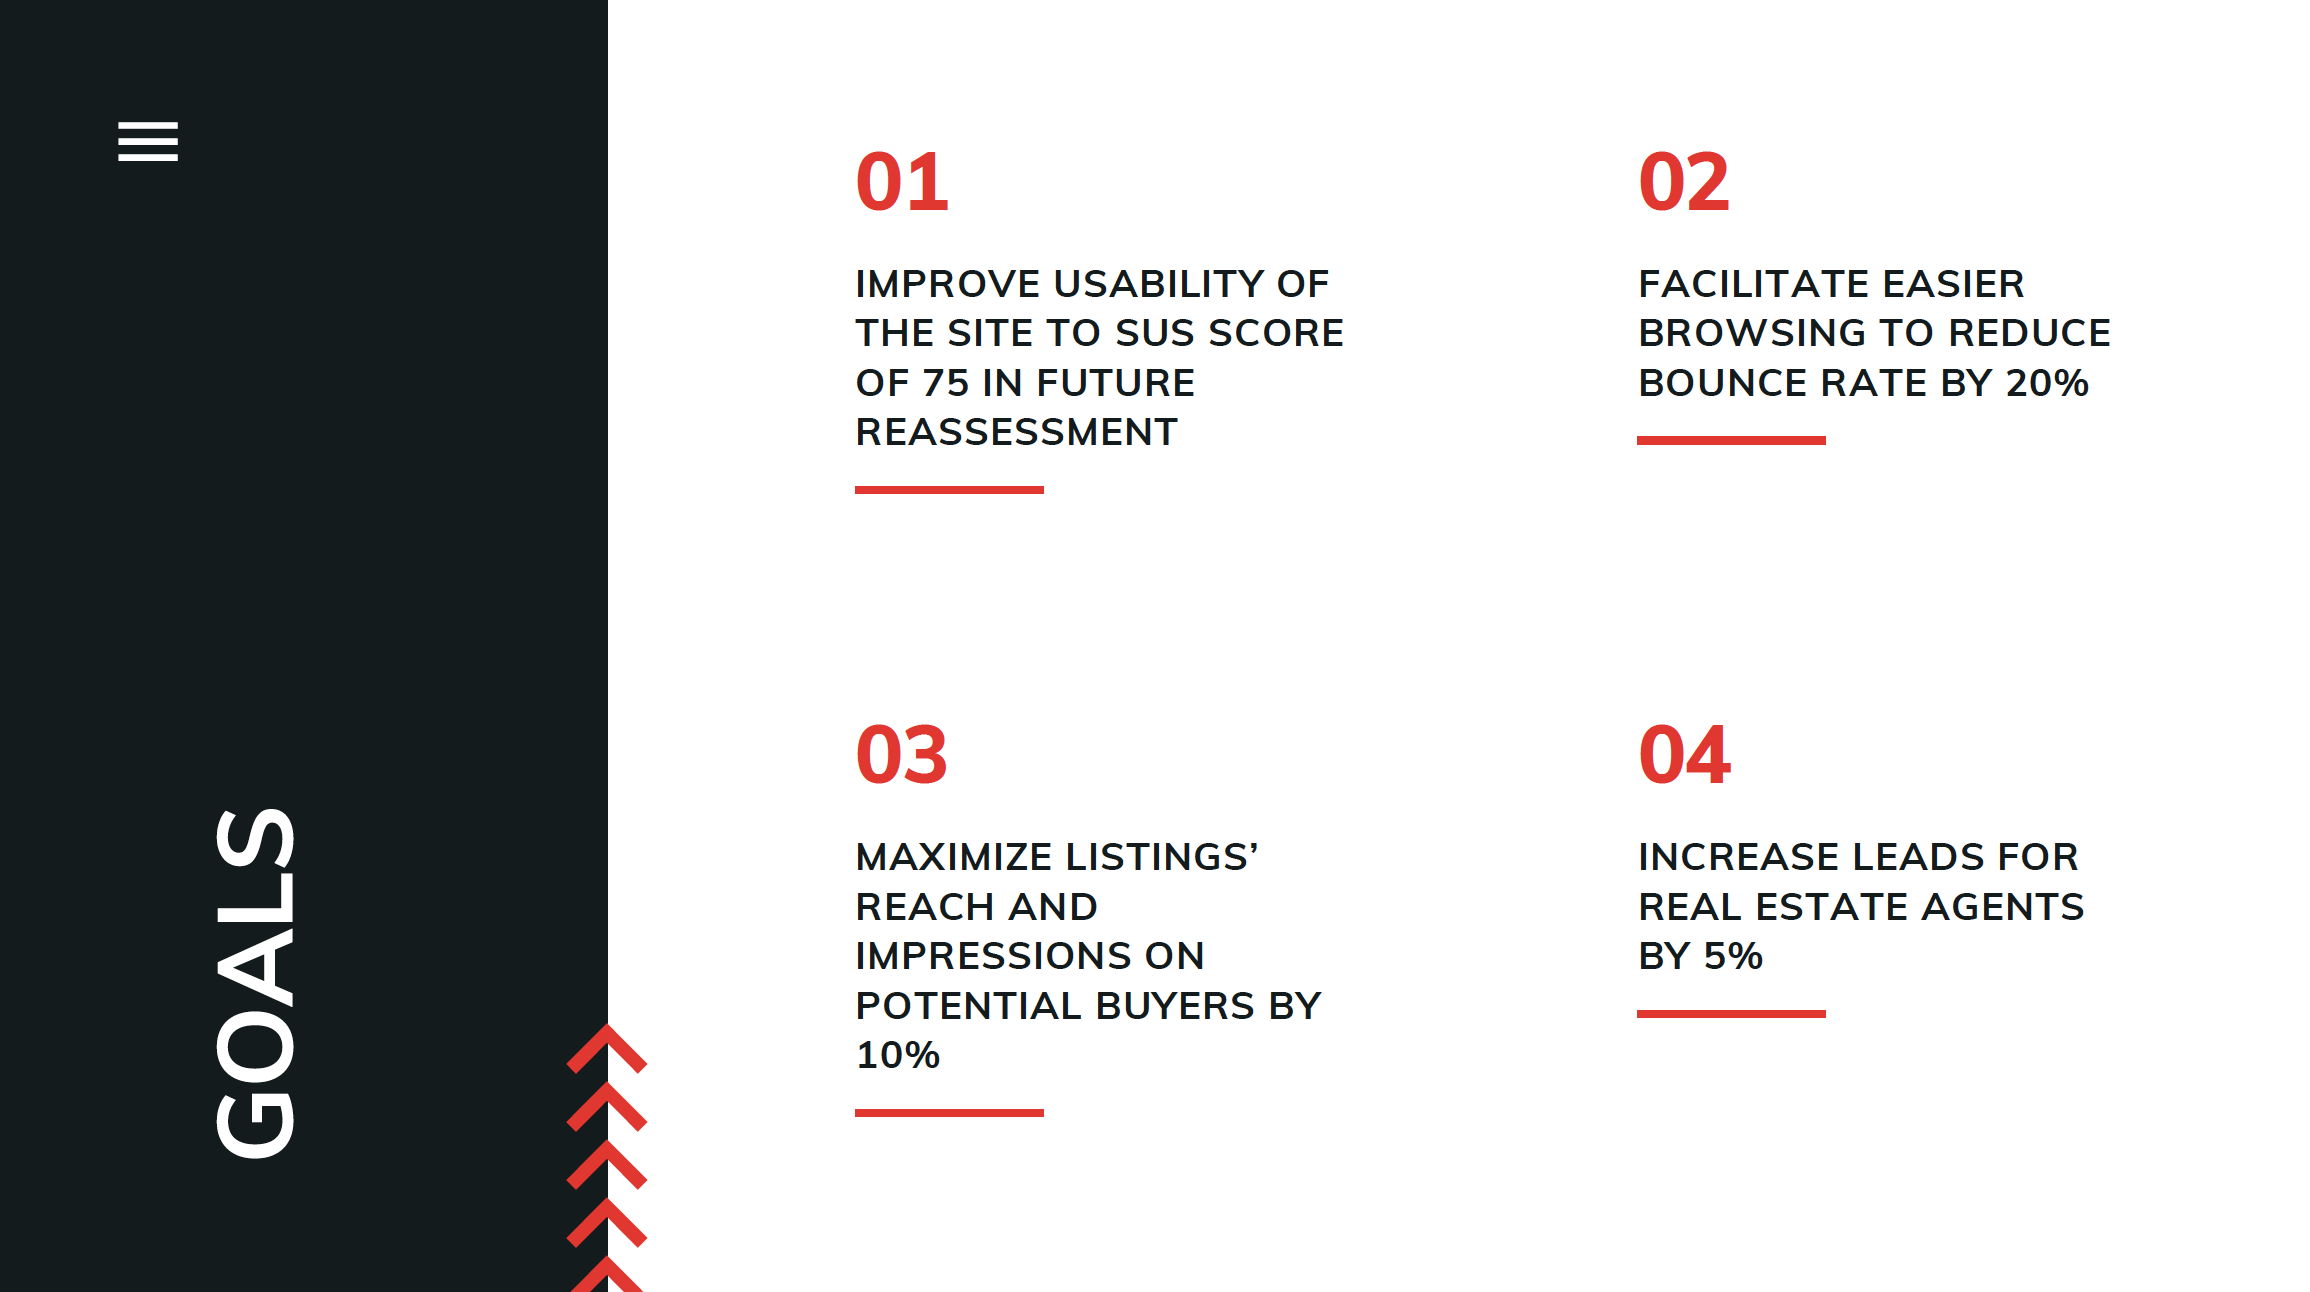 GOALS
01
IMPROVE USABILITY OF
THE SITE TO SUS SCORE
OF 75 IN FUTURE
REASSESSMENT
02
FACILITATE EASIER
BROWSING TO REDUCE
BOUNCE RATE BY 20%
03
MAXIMIZE LISTINGS’
REACH AND
IMPRESSIONS ON
POTENTIAL BUYERS BY
10%
04
INCREASE LEADS FOR
REAL ESTATE AGENTS
BY 5%